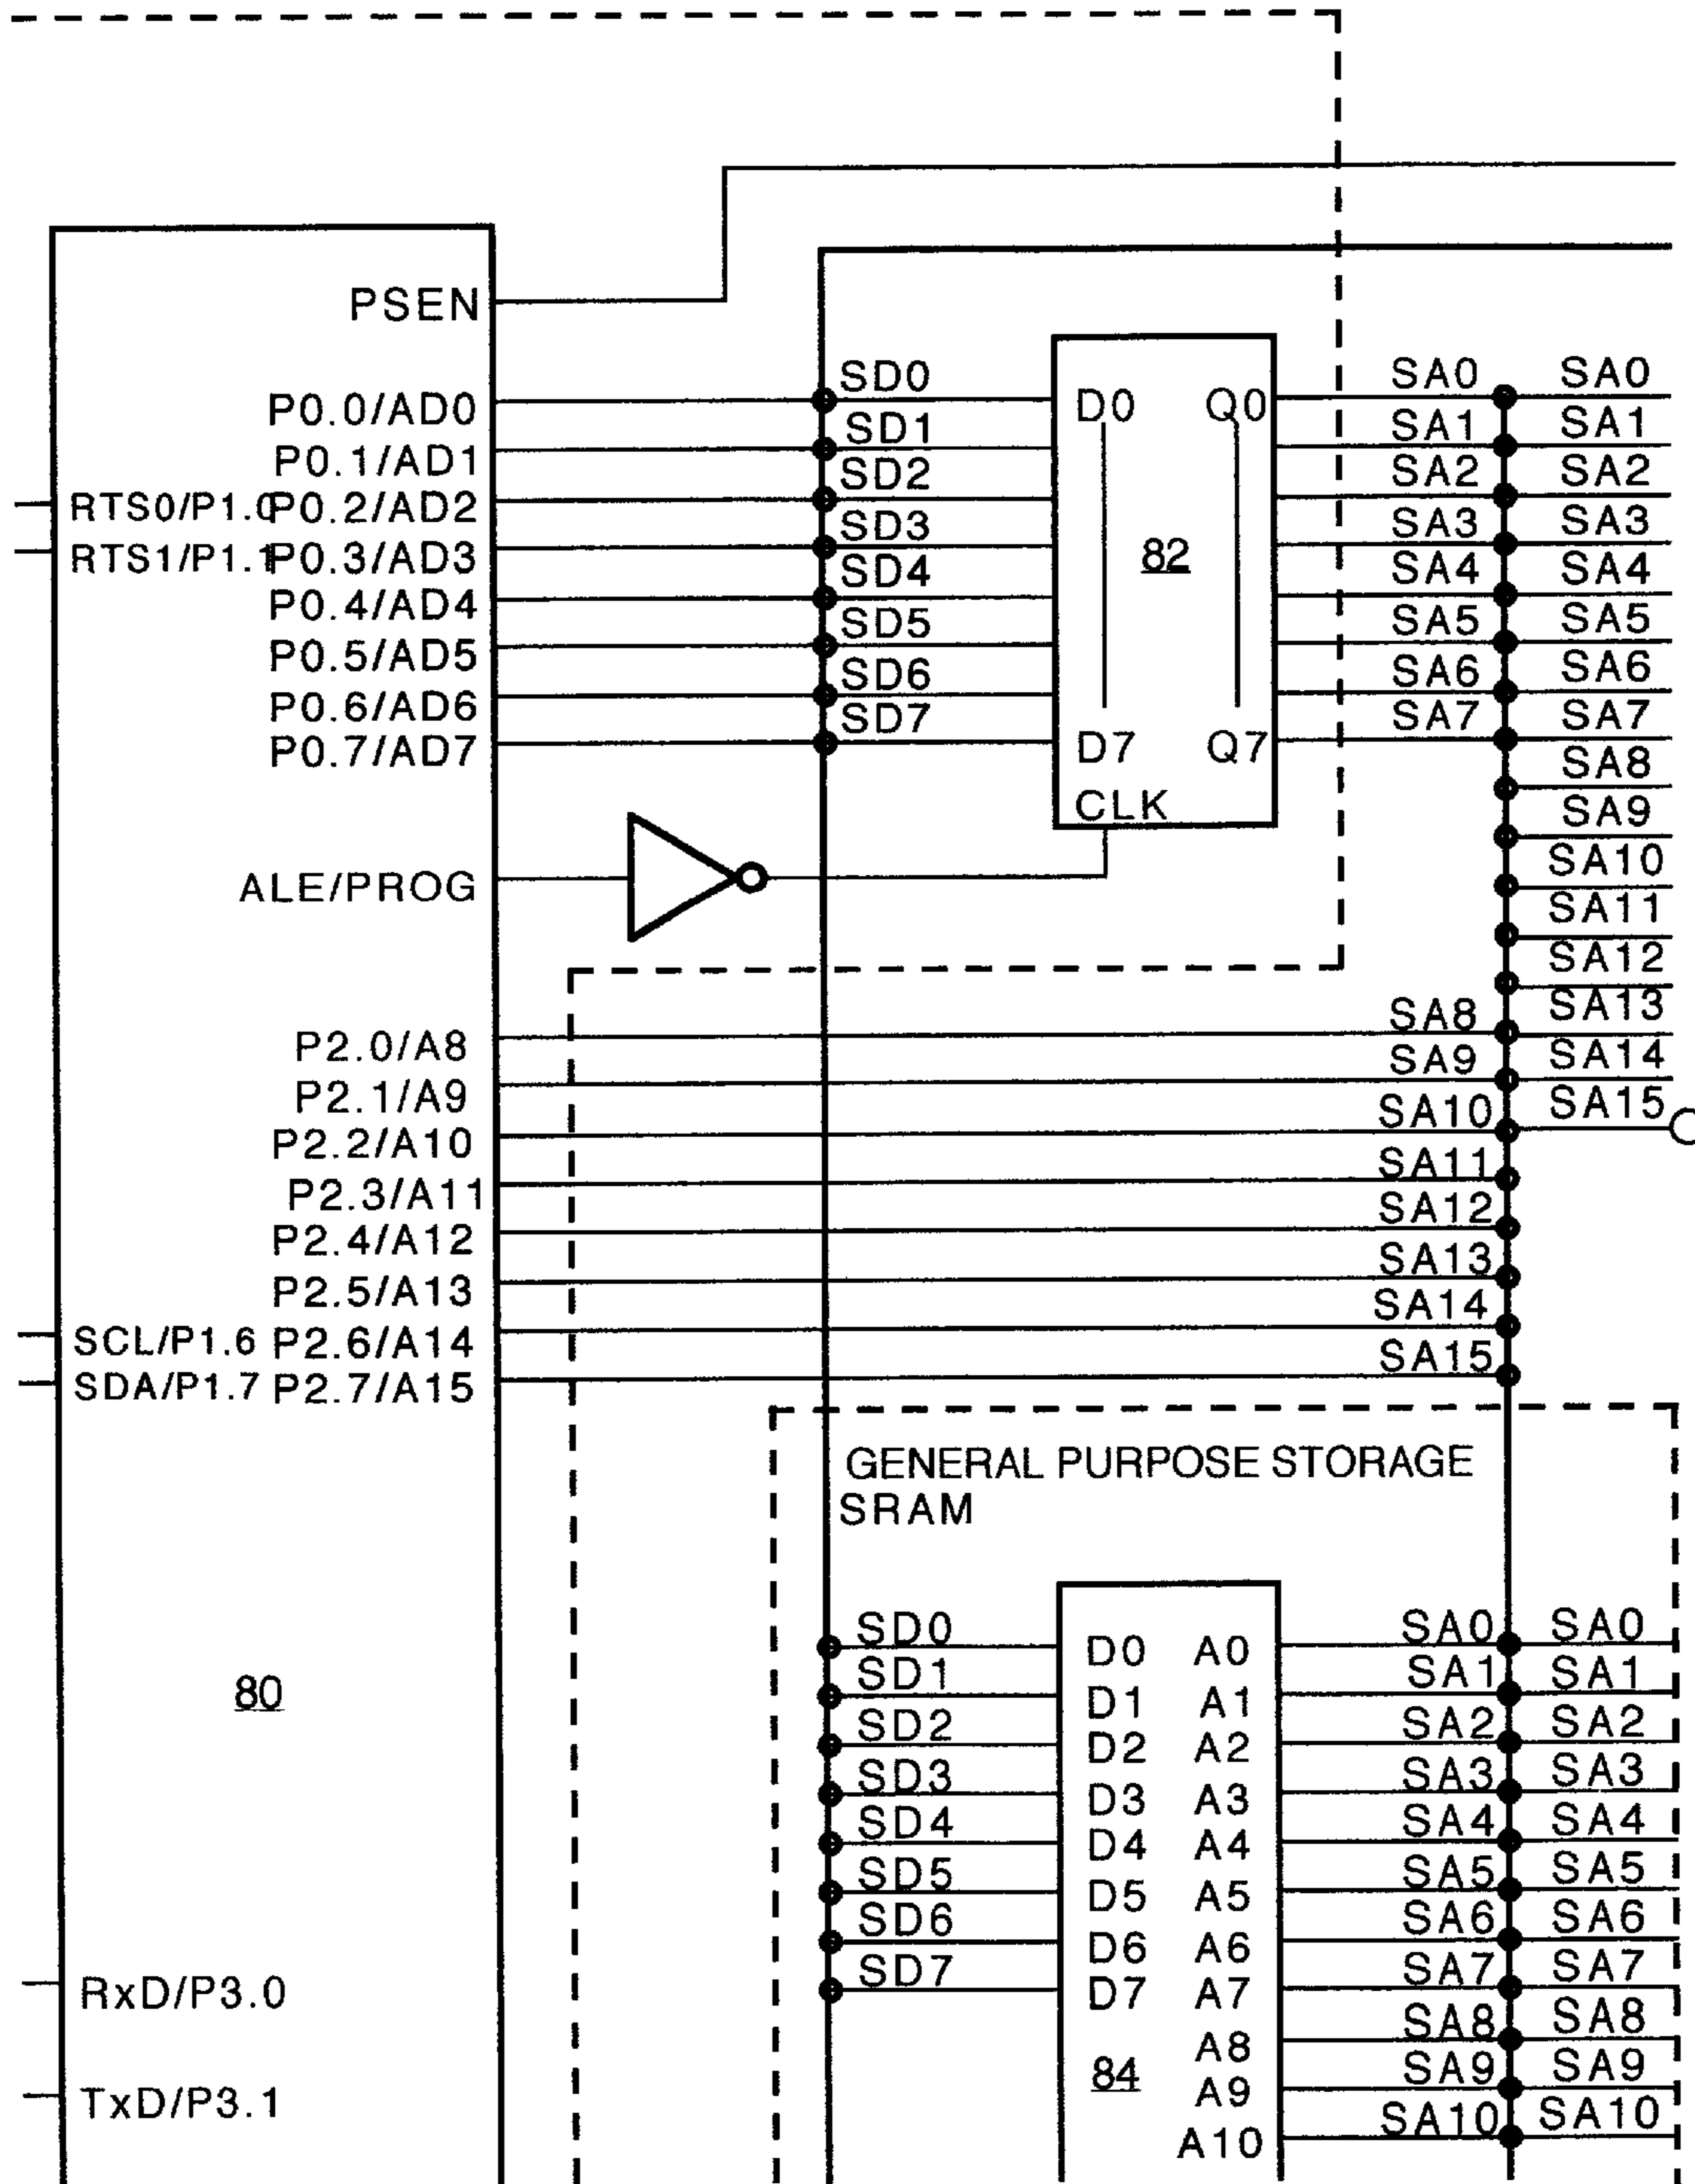 PSEN
SD0 SA0 SA0
P0.0/AD0 D0 Q0
SD1 SA1 SA1
P0.1/AD1
SD2 SA2 SA2
RTS0/P1.0 P0.2/AD2
SD3 SA3 SA3
RTS1/P1.1 P0.3/AD3 82
SD4 SA4 SA4
P0.4/AD4
SD5 SA5 SA5
P0.5/AD5
SD6 SA6 SA6
P0.6/AD6
SD7 SA7 SA7
P0.7/AD7 D7 Q7
SA8
CLK SA9
SA10
ALE/PROG
SA11
SA12
SA8 SA13
P2.0/A8
SA9 SA14
P2.1/A9
SA10 SA15
P2.2/A10
SA11
P2.3/A11
SA12
P2.4/A12
SA13
P2.5/A13
SA14
SCL/P1.6 P2.6/A14
SA15
SDA/P1.7 P2.7/A15
GENERAL PURPOSE STORAGE
SRAM
SD0 SA0 SA0
D0 A0
SD1 SA1 SA1
80 D1 A1
SD2 SA2 SA2
D2 A2
SD3 SA3 SA3
D3 A3
SD4 SA4 SA4
D4 A4
SD5 SA5 SA5
D5 A5
SD6 SA6 SA6
D6 A6
SD7 SA7 SA7
RxD/P3.0 D7 A7
SA8 SA8
A8
84 SA9 SA9
TxD/P3.1 A9
SA10 SA10
A10